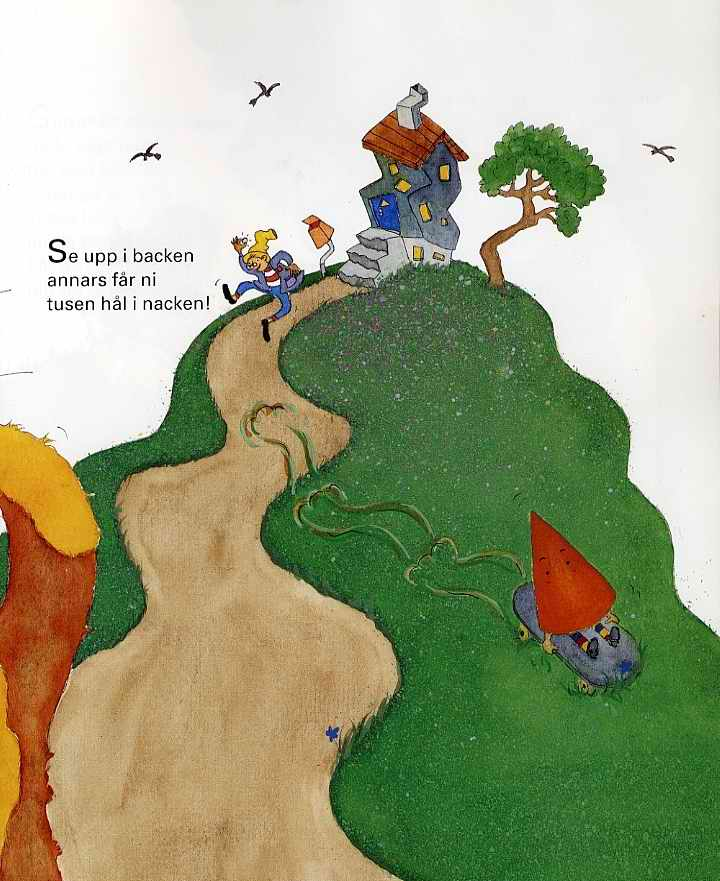 Se upp i backen
annars får ni
tusen hål i nacken!